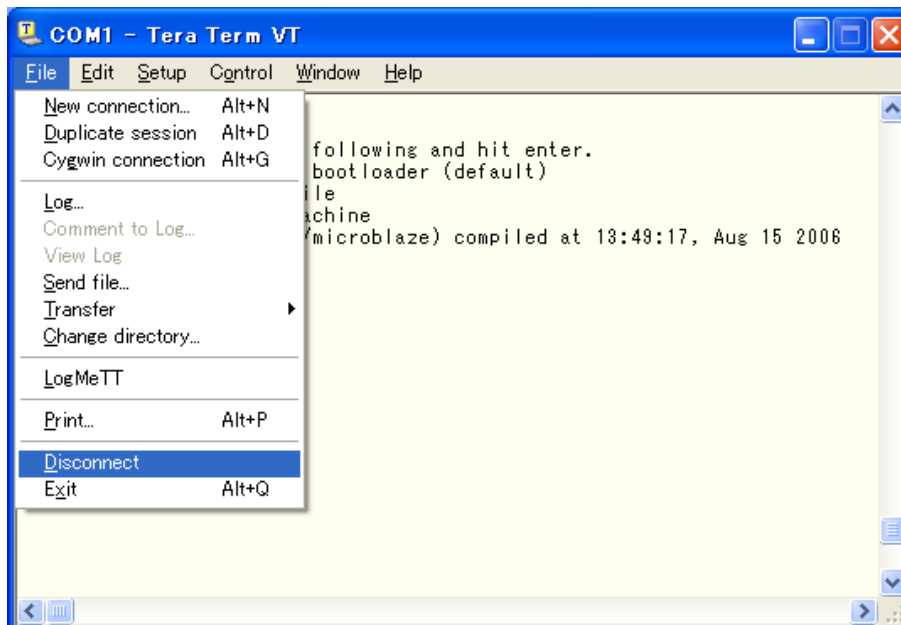 COM1 - Tera Term VT
File Edit Setup Control Window Help
New connection... Alt+N
Duplicate session Alt+D
Cygwin connection Alt+G
Log...
Comment to Log...
View Log
Send file...
Transfer
Change directory...
LogMeTT
Print... Alt+P
Disconnect
Exit Alt+Q
following and hit enter.
bootloader (default)
ile
achine
/microblaze) compiled at 13:49:17, Aug 15 2006